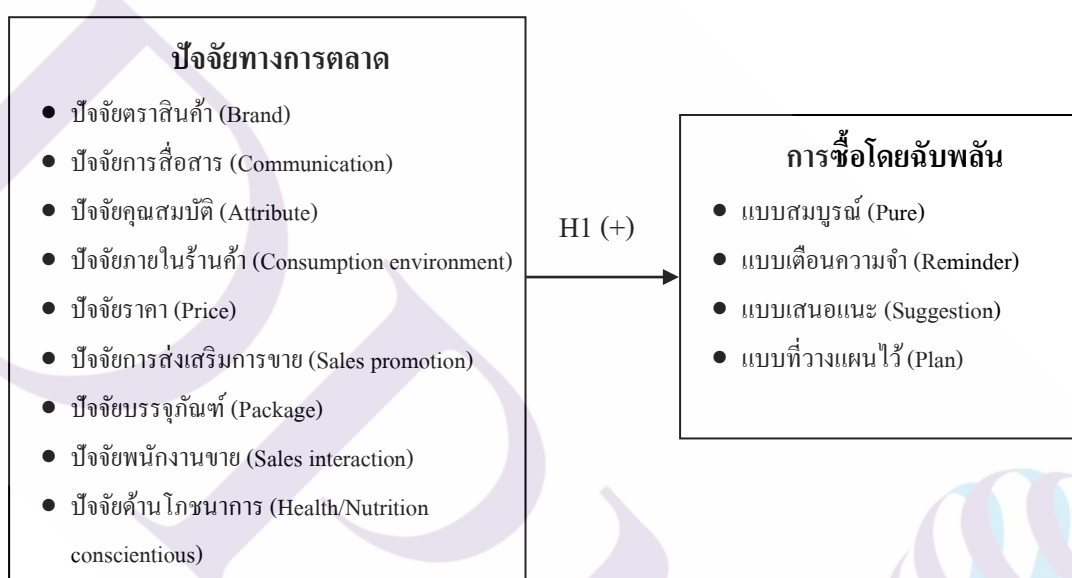 ปัจจัยทางการตลาด
● ปัจจัยตราสินค้า (Brand)
● ปัจจัยการสื่อสาร (Communication)
● ปัจจัยคุณสมบัติ (Attribute)
● ปัจจัยภายในร้านค้า (Consumption environment)
● ปัจจัยราคา (Price)
● ปัจจัยการส่งเสริมการขาย (Sales promotion)
● ปัจจัยบรรจุภัณฑ์ (Package)
● ปัจจัยพนักงานขาย (Sales interaction)
● ปัจจัยด้านโภชนาการ (Health/Nutrition
conscientious)
H1 (+)
การซื้อโดยฉับพลัน
● แบบสมบูรณ์ (Pure)
● แบบเตือนความจำ (Reminder)
● แบบเสนอแนะ (Suggestion)
● แบบที่วางแผนไว้ (Plan)